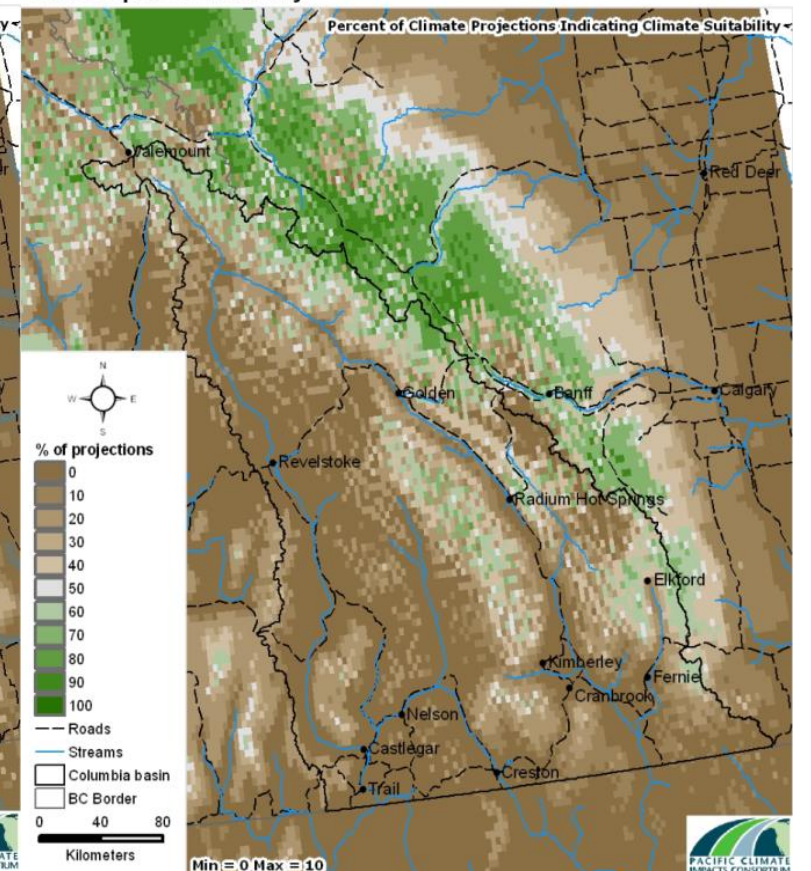 Percent of Climate Projections Indicating Climate Suitability
Valemount
Red Deer
Golden
Banff
Calgary
Revelstoke
Radium Hot Springs
Elkford
Kimberley
Fernie
Cranbrook
Nelson
Castlegar
Creston
Trail
N
W E
S
% of projections
0
10
20
30
40
50
60
70
80
90
100
Roads
Streams
Columbia basin
BC Border
0 40 80
Kilometers
Min = 0 Max = 10
PACIFIC CLIMATE
IMPACTS CONSORTIUM